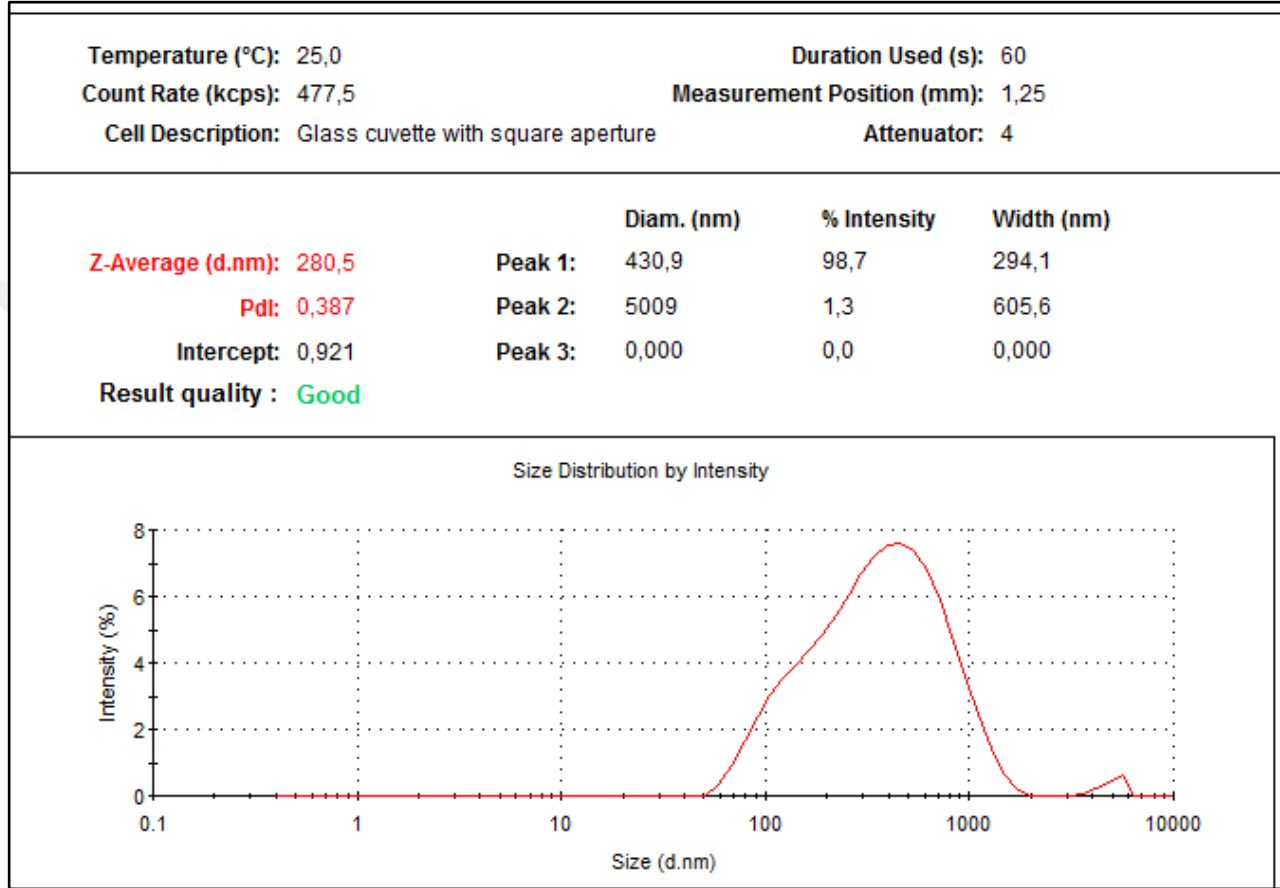 Temperature (°C): 25,0 Duration Used (s): 60
Count Rate (kcps): 477,5 Measurement Position (mm): 1,25
Cell Description: Glass cuvette with square aperture Attenuator: 4
Diam. (nm) % Intensity Width (nm)
Z-Average (d.nm): 280,5 Peak 1: 430,9 98,7 294,1
PdI: 0,387 Peak 2: 5009 1,3 605,6
Intercept: 0,921 Peak 3: 0,000 0,0 0,000
Result quality : Good
Size Distribution by Intensity
8
6
4
2
0
Intensity (%)
0.1 1 10 100 1000 10000
Size (d.nm)